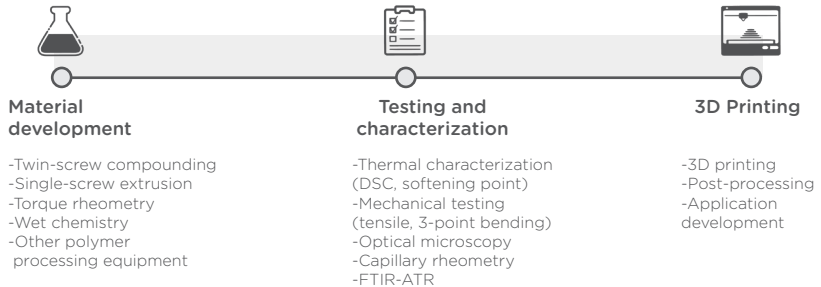 Material
development
-Twin-screw compounding
-Single-screw extrusion
-Torque rheometry
-Wet chemistry
-Other polymer
processing equipment
Testing and
characterization
-Thermal characterization
(DSC, softening point)
-Mechanical testing
(tensile, 3-point bending)
-Optical microscopy
-Capillary rheometry
-FTIR-ATR
3D Printing
-3D printing
-Post-processing
-Application
development